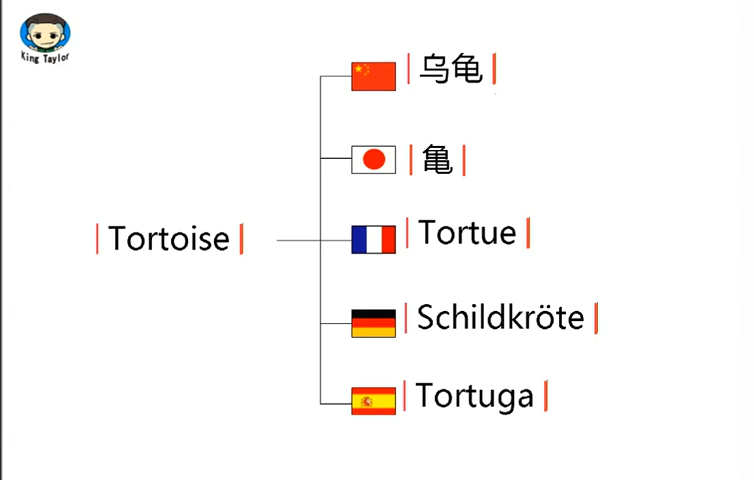 King Taylor
乌龟
亀
Tortue
Tortoise
Schildkröte
Tortuga